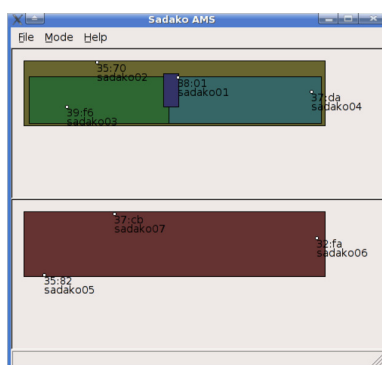 Sadako AMS
File Mode Help
35:70
sadako02
38:01
sadako01
37:da
sadako04
39:f6
sadako03
37:cb
sadako07
32:fa
sadako06
35:82
sadako05